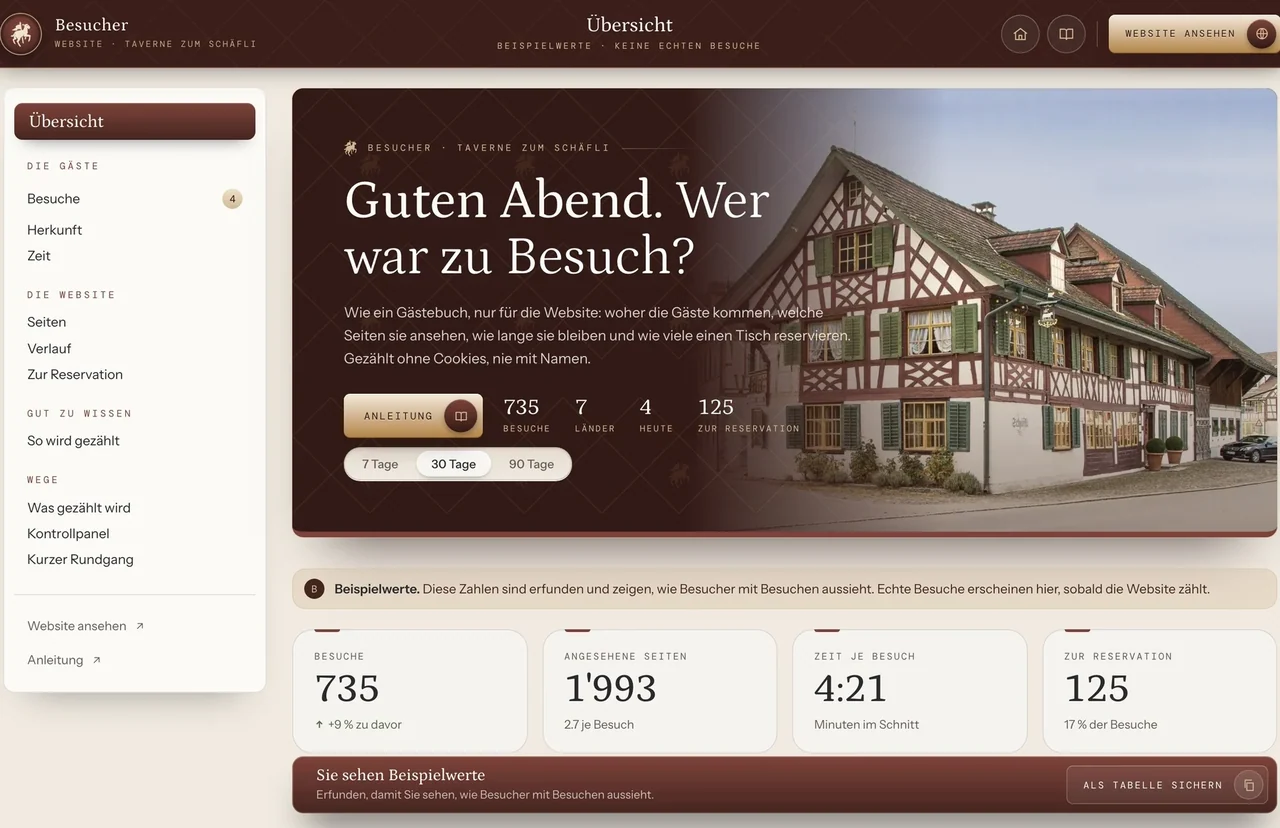 Besucher
WEBSITE · TAVERNE ZUM SCHÄFLI
Übersicht
BEISPIELWERTE · KEINE ECHTEN BESUCHE
WEBSITE ANSEHEN
Übersicht
DIE GÄSTE
Besuche 4
Herkunft
Zeit
DIE WEBSITE
Seiten
Verlauf
Zur Reservation
GUT ZU WISSEN
So wird gezählt
WEGE
Was gezählt wird
Kontrollpanel
Kurzer Rundgang
Website ansehen ↗
Anleitung ↗
BESUCHER · TAVERNE ZUM SCHÄFLI
Guten Abend. Wer
war zu Besuch?
Wie ein Gästebuch, nur für die Website: woher die Gäste kommen, welche
Seiten sie ansehen, wie lange sie bleiben und wie viele einen Tisch reservieren.
Gezählt ohne Cookies, nie mit Namen.
ANLEITUNG
735 7 4 125
BESUCHE LÄNDER HEUTE ZUR RESERVATION
7 Tage 30 Tage 90 Tage
B Beispielwerte. Diese Zahlen sind erfunden und zeigen, wie Besucher mit Besuchen aussieht. Echte Besuche erscheinen hier, sobald die Website zählt.
BESUCHE
735
↑ +9 % zu davor
ANGESEHENE SEITEN
1'993
2.7 je Besuch
ZEIT JE BESUCH
4:21
Minuten im Schnitt
ZUR RESERVATION
125
17 % der Besuche
Sie sehen Beispielwerte
Erfunden, damit Sie sehen, wie Besucher mit Besuchen aussieht.
ALS TABELLE SICHERN